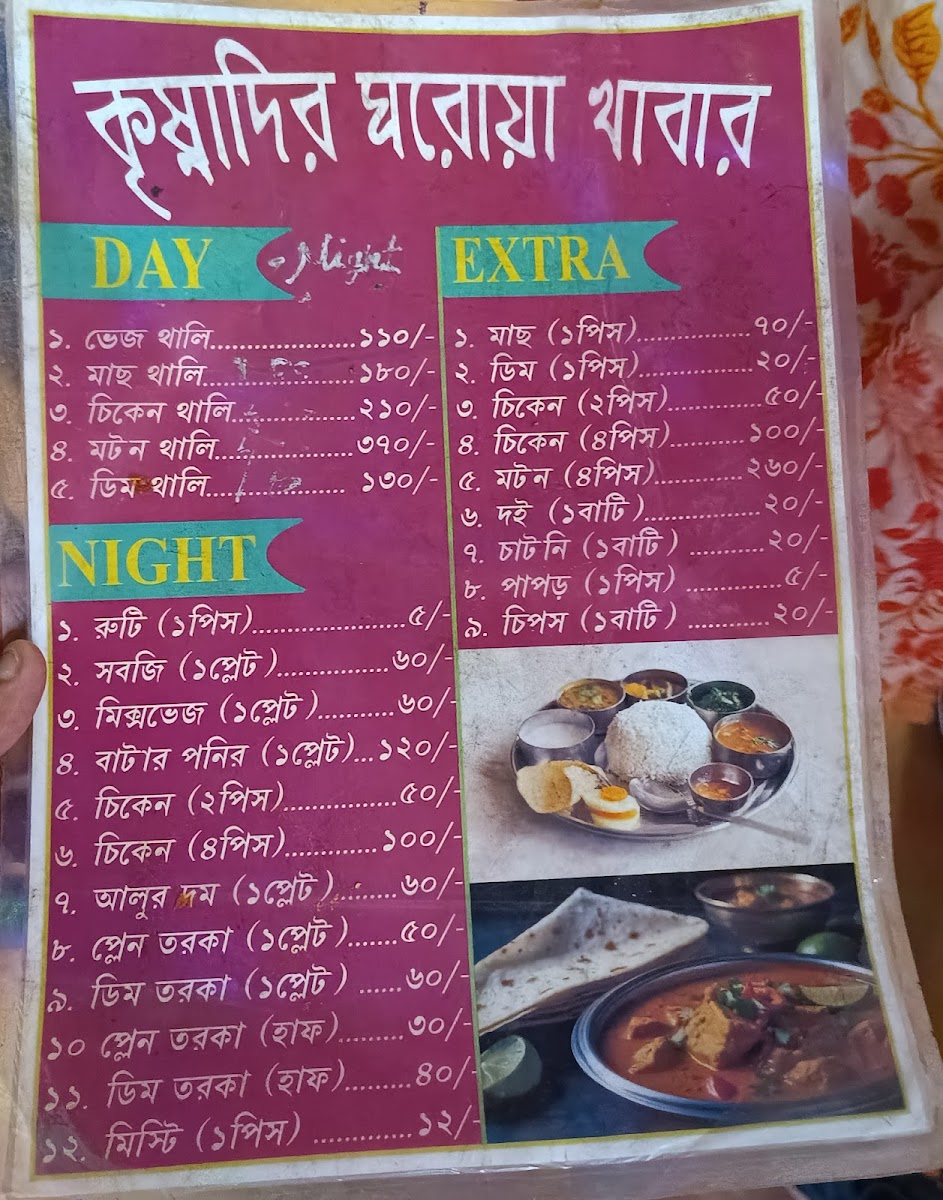 কৃষ্ণাদির ঘরোয়া খাবার
DAY Night
১. ভেজ থালি....................১১০/-
২. মাছ থালি....................১৮০/-
৩. চিকেন থালি................২১০/-
৪. মটন থালি..................৩৭০/-
৫. ডিম থালি.................. ১৩০/-
NIGHT
১. রুটি (১পিস)......................৫/-
২. সবজি (১প্লেট)................৬০/-
৩. মিক্সভেজ (১প্লেট)..........৬০/-
৪. বাটার পনির (১প্লেট)...১২০/-
৫. চিকেন (২পিস)...............৫০/-
৬. চিকেন (৪পিস)............১০০/-
৭. আলুর দম (১প্লেট).........৬০/-
৮. প্লেন তরকা (১প্লেট).......৫০/-
৯. ডিম তরকা (১প্লেট) ......৬০/-
১০ প্লেন তরকা (হাফ)........৩০/-
১১. ডিম তরকা (হাফ)........৪০/-
১২. মিস্টি (১পিস) ............১২/-
EXTRA
১. মাছ (১পিস)...............৭০/-
২. ডিম (১পিস)...............২০/-
৩. চিকেন (২পিস)............৫০/-
৪. চিকেন (৪পিস)..........১০০/-
৫. মটন (৪পিস)............২৬০/-
৬. দই (১বাটি)................২০/-
৭. চাটনি (১বাটি) ..........২০/-
৮. পাপড় (১পিস) ............৫/-
৯. চিপস (১বাটি) ...........২০/-